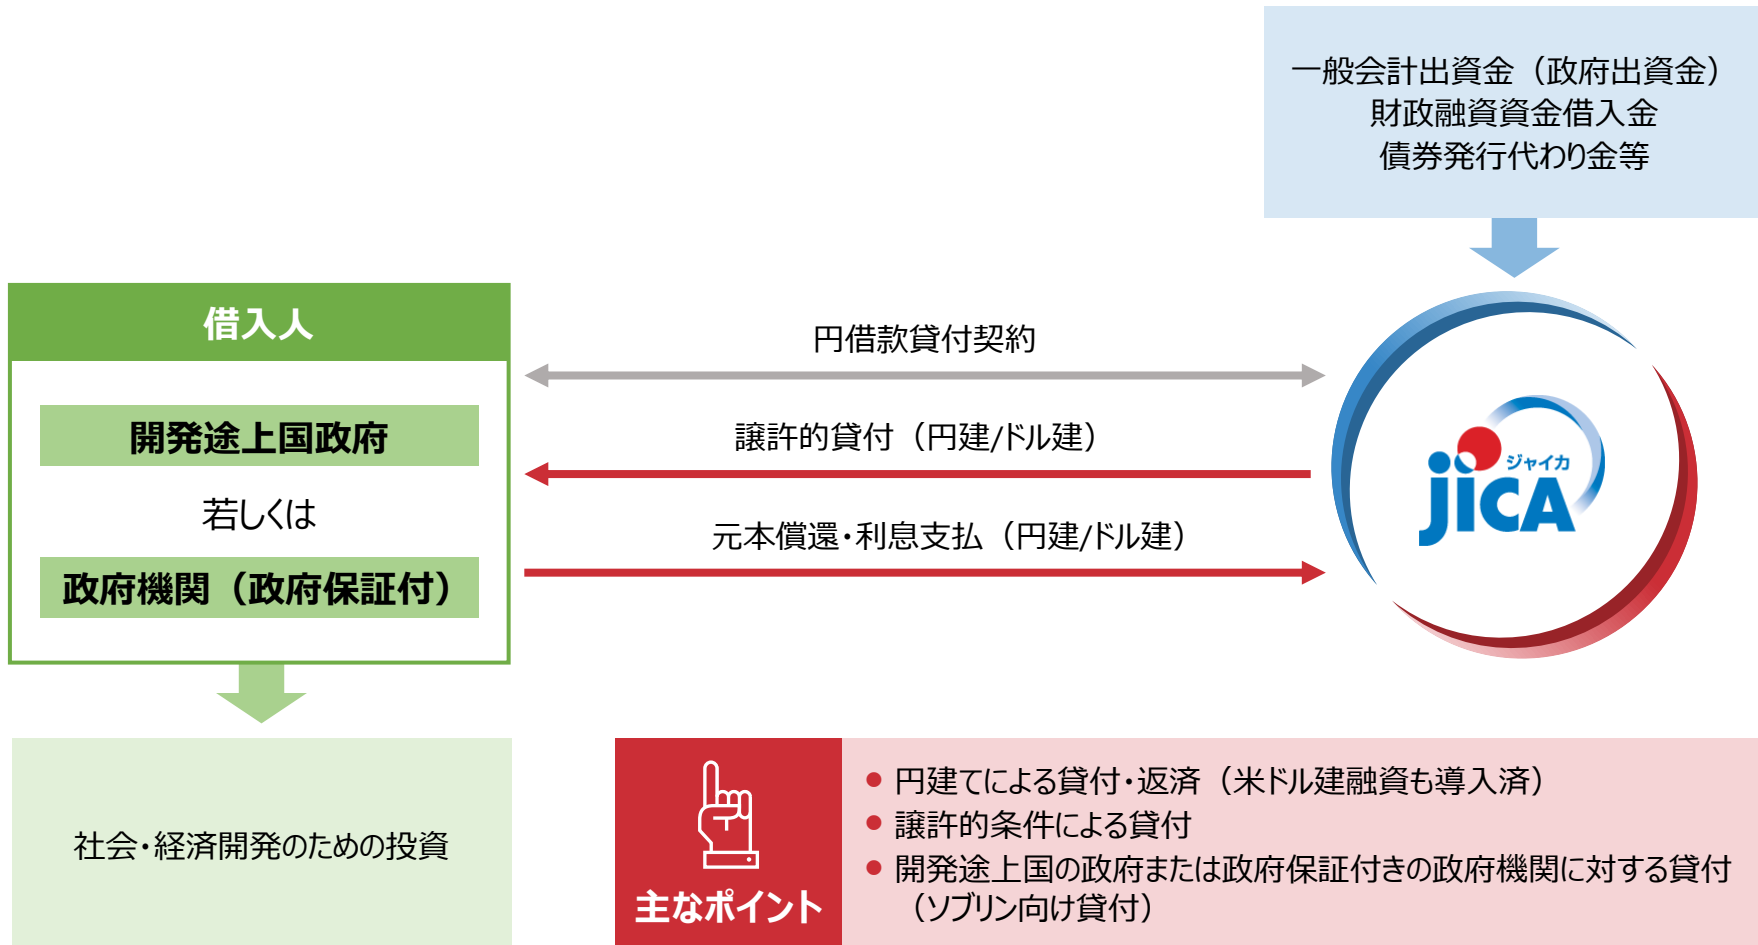 一般会計出資金（政府出資金）
財政融資資金借入金
債券発行代わり金等
借入人
開発途上国政府
若しくは
政府機関（政府保証付）
円借款貸付契約
譲許的貸付（円建/ドル建）
元本償還・利息支払（円建/ドル建）
ジャイカ
JICA
社会・経済開発のための投資
主なポイント
● 円建てによる貸付・返済（米ドル建融資も導入済）
● 譲許的条件による貸付
● 開発途上国の政府または政府保証付きの政府機関に対する貸付
（ソブリン向け貸付）